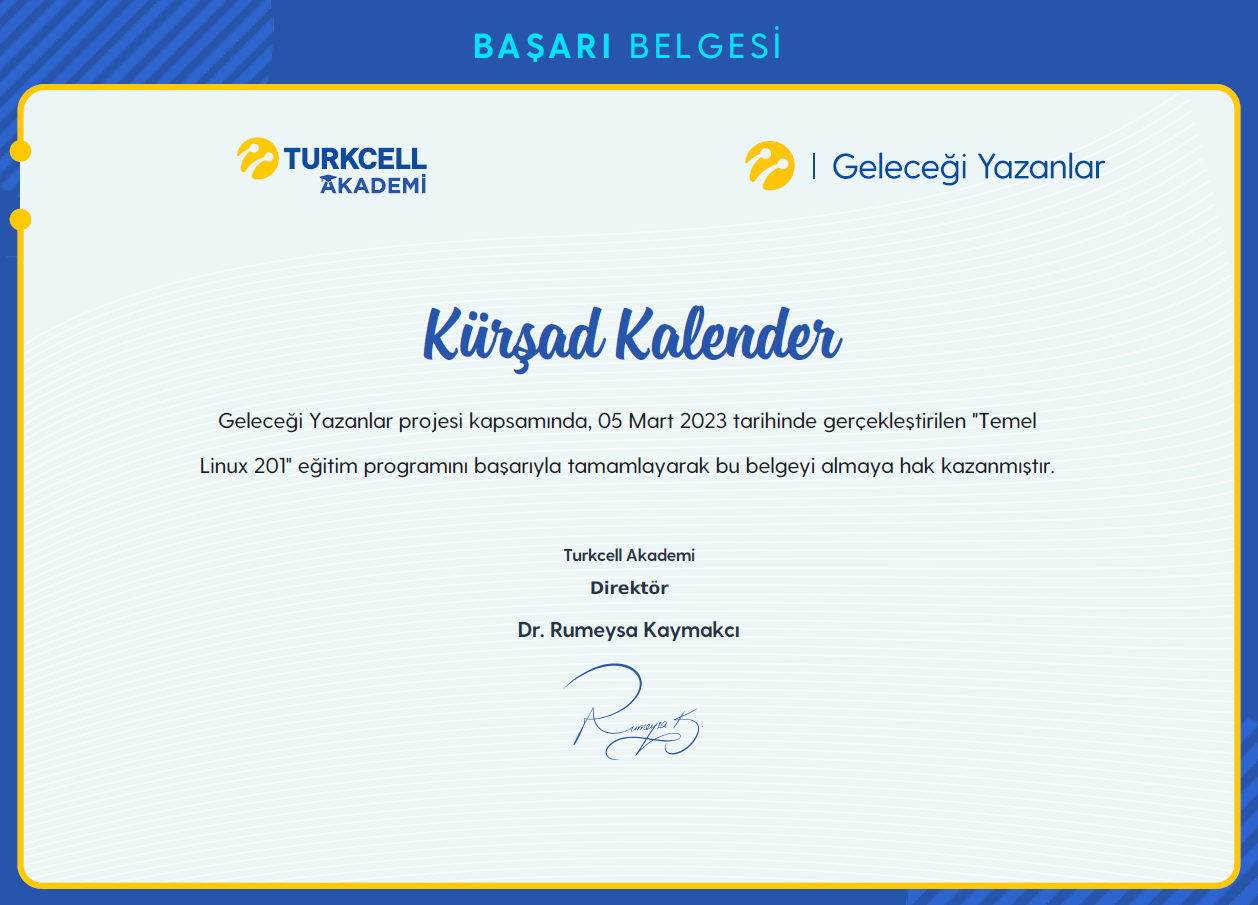 BAŞARI BELGESİ
TURKCELL
AKADEMİ
Geleceği Yazanlar
Kürşad Kalender
Geleceği Yazanlar projesi kapsamında, 05 Mart 2023 tarihinde gerçekleştirilen "Temel
Linux 201" eğitim programını başarıyla tamamlayarak bu belgeyi almaya hak kazanmıştır.
Turkcell Akademi
Direktör
Dr. Rumeysa Kaymakcı
Rumeysa K.